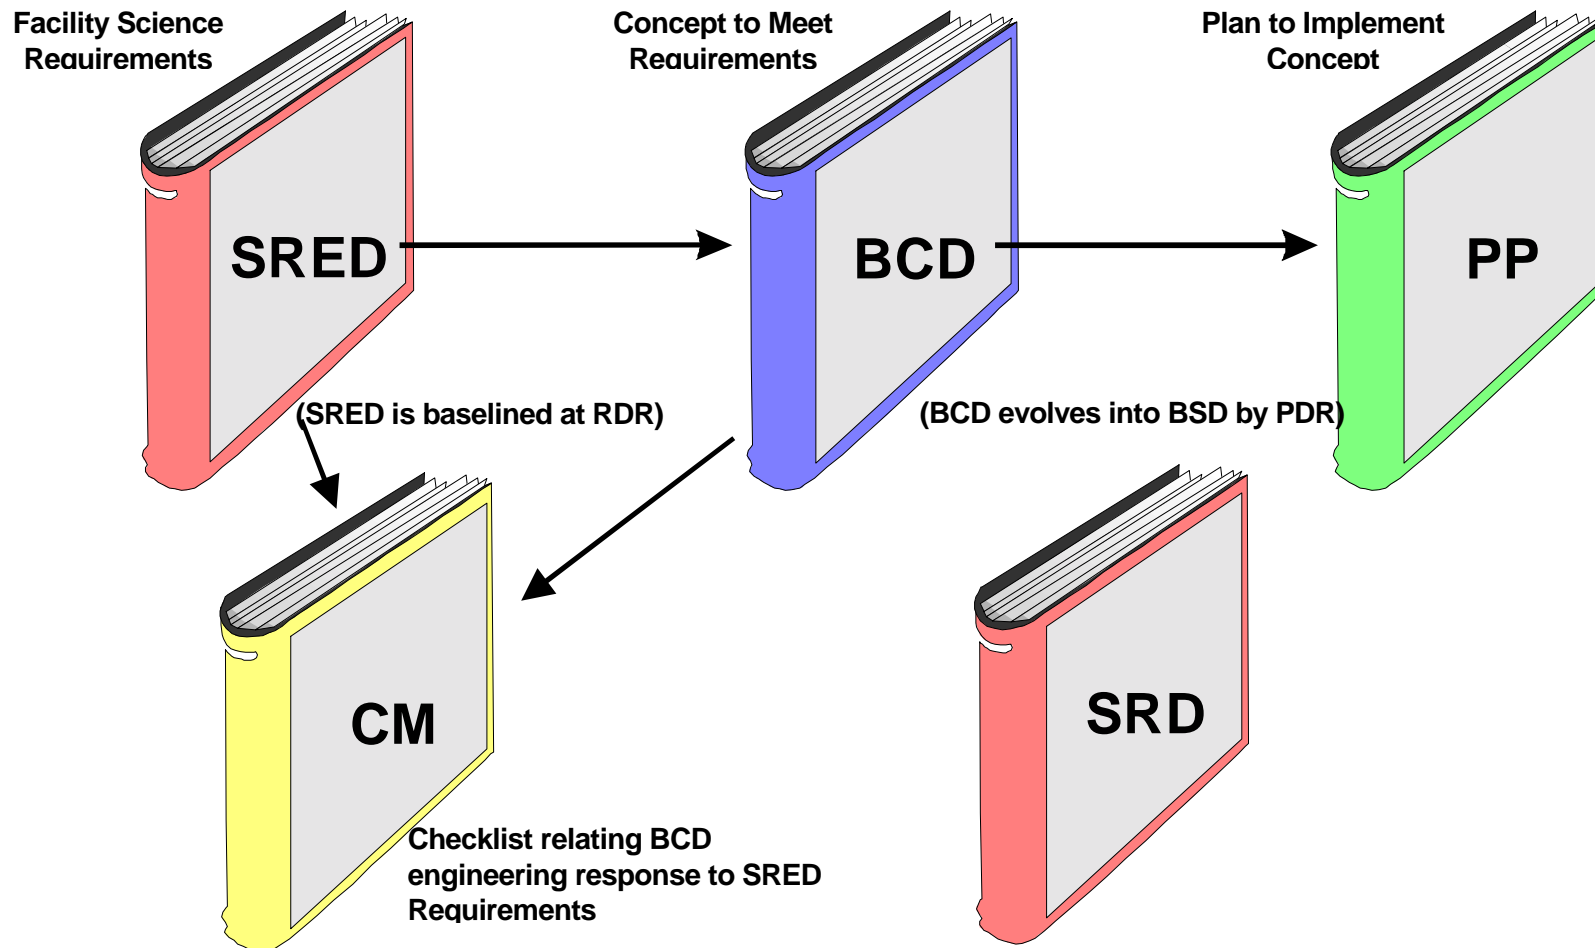 Facility Science
Requirements
Concept to Meet
Requirements
Plan to Implement
Concept
SRED
BCD
PP
(SRED is baselined at RDR)
(BCD evolves into BSD by PDR)
CM
SRD
Checklist relating BCD
engineering response to SRED
Requirements